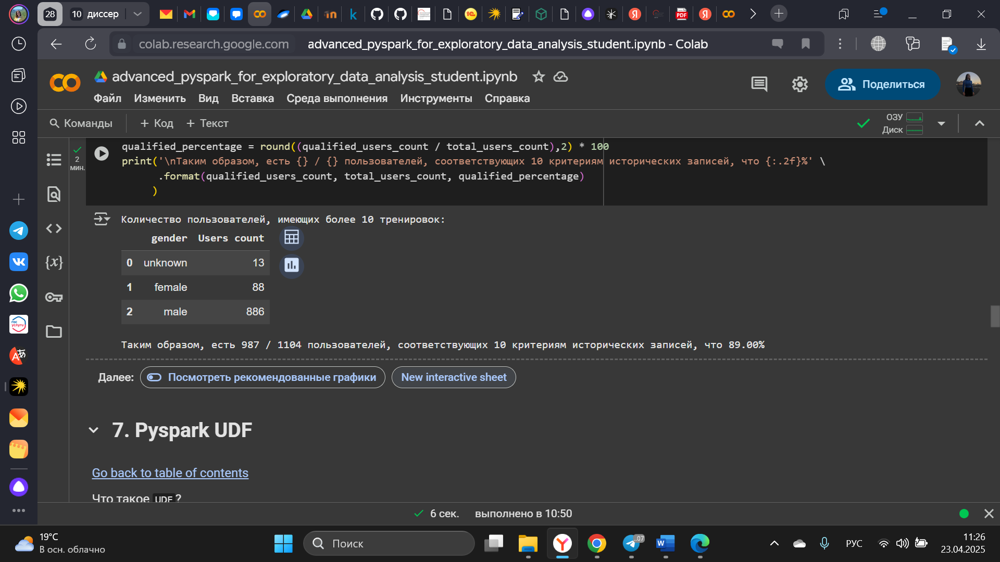 28
10 диссер
colab.research.google.com
advanced_pyspark_for_exploratory_data_analysis_student.ipynb - Colab
advanced_pyspark_for_exploratory_data_analysis_student.ipynb
Файл Изменить Вид Вставка Среда выполнения Инструменты Справка
Поделиться
Команды + Код + Текст
ОЗУ
Диск
2
мин.
qualified_percentage = round((qualified_users_count / total_users_count),2) * 100
print('\nТаким образом, есть {} / {} пользователей, соответствующих 10 критериям исторических записей, что {:.2f}%' \
.format(qualified_users_count, total_users_count, qualified_percentage)
)
Количество пользователей, имеющих более 10 тренировок:
gender Users count
0 unknown 13
1 female 88
2 male 886
Таким образом, есть 987 / 1104 пользователей, соответствующих 10 критериям исторических записей, что 89.00%
Далее: Посмотреть рекомендованные графики New interactive sheet
7. Pyspark UDF
Go back to table of contents
Что такое UDF?
6 сек. выполнено в 10:50
19°C
В осн. облачно
Поиск
РУС
11:26
23.04.2025